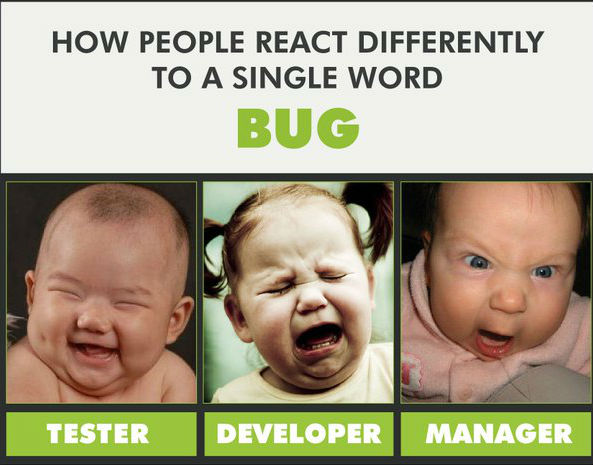 HOW PEOPLE REACT DIFFERENTLY
TO A SINGLE WORD
BUG
TESTER
DEVELOPER
MANAGER